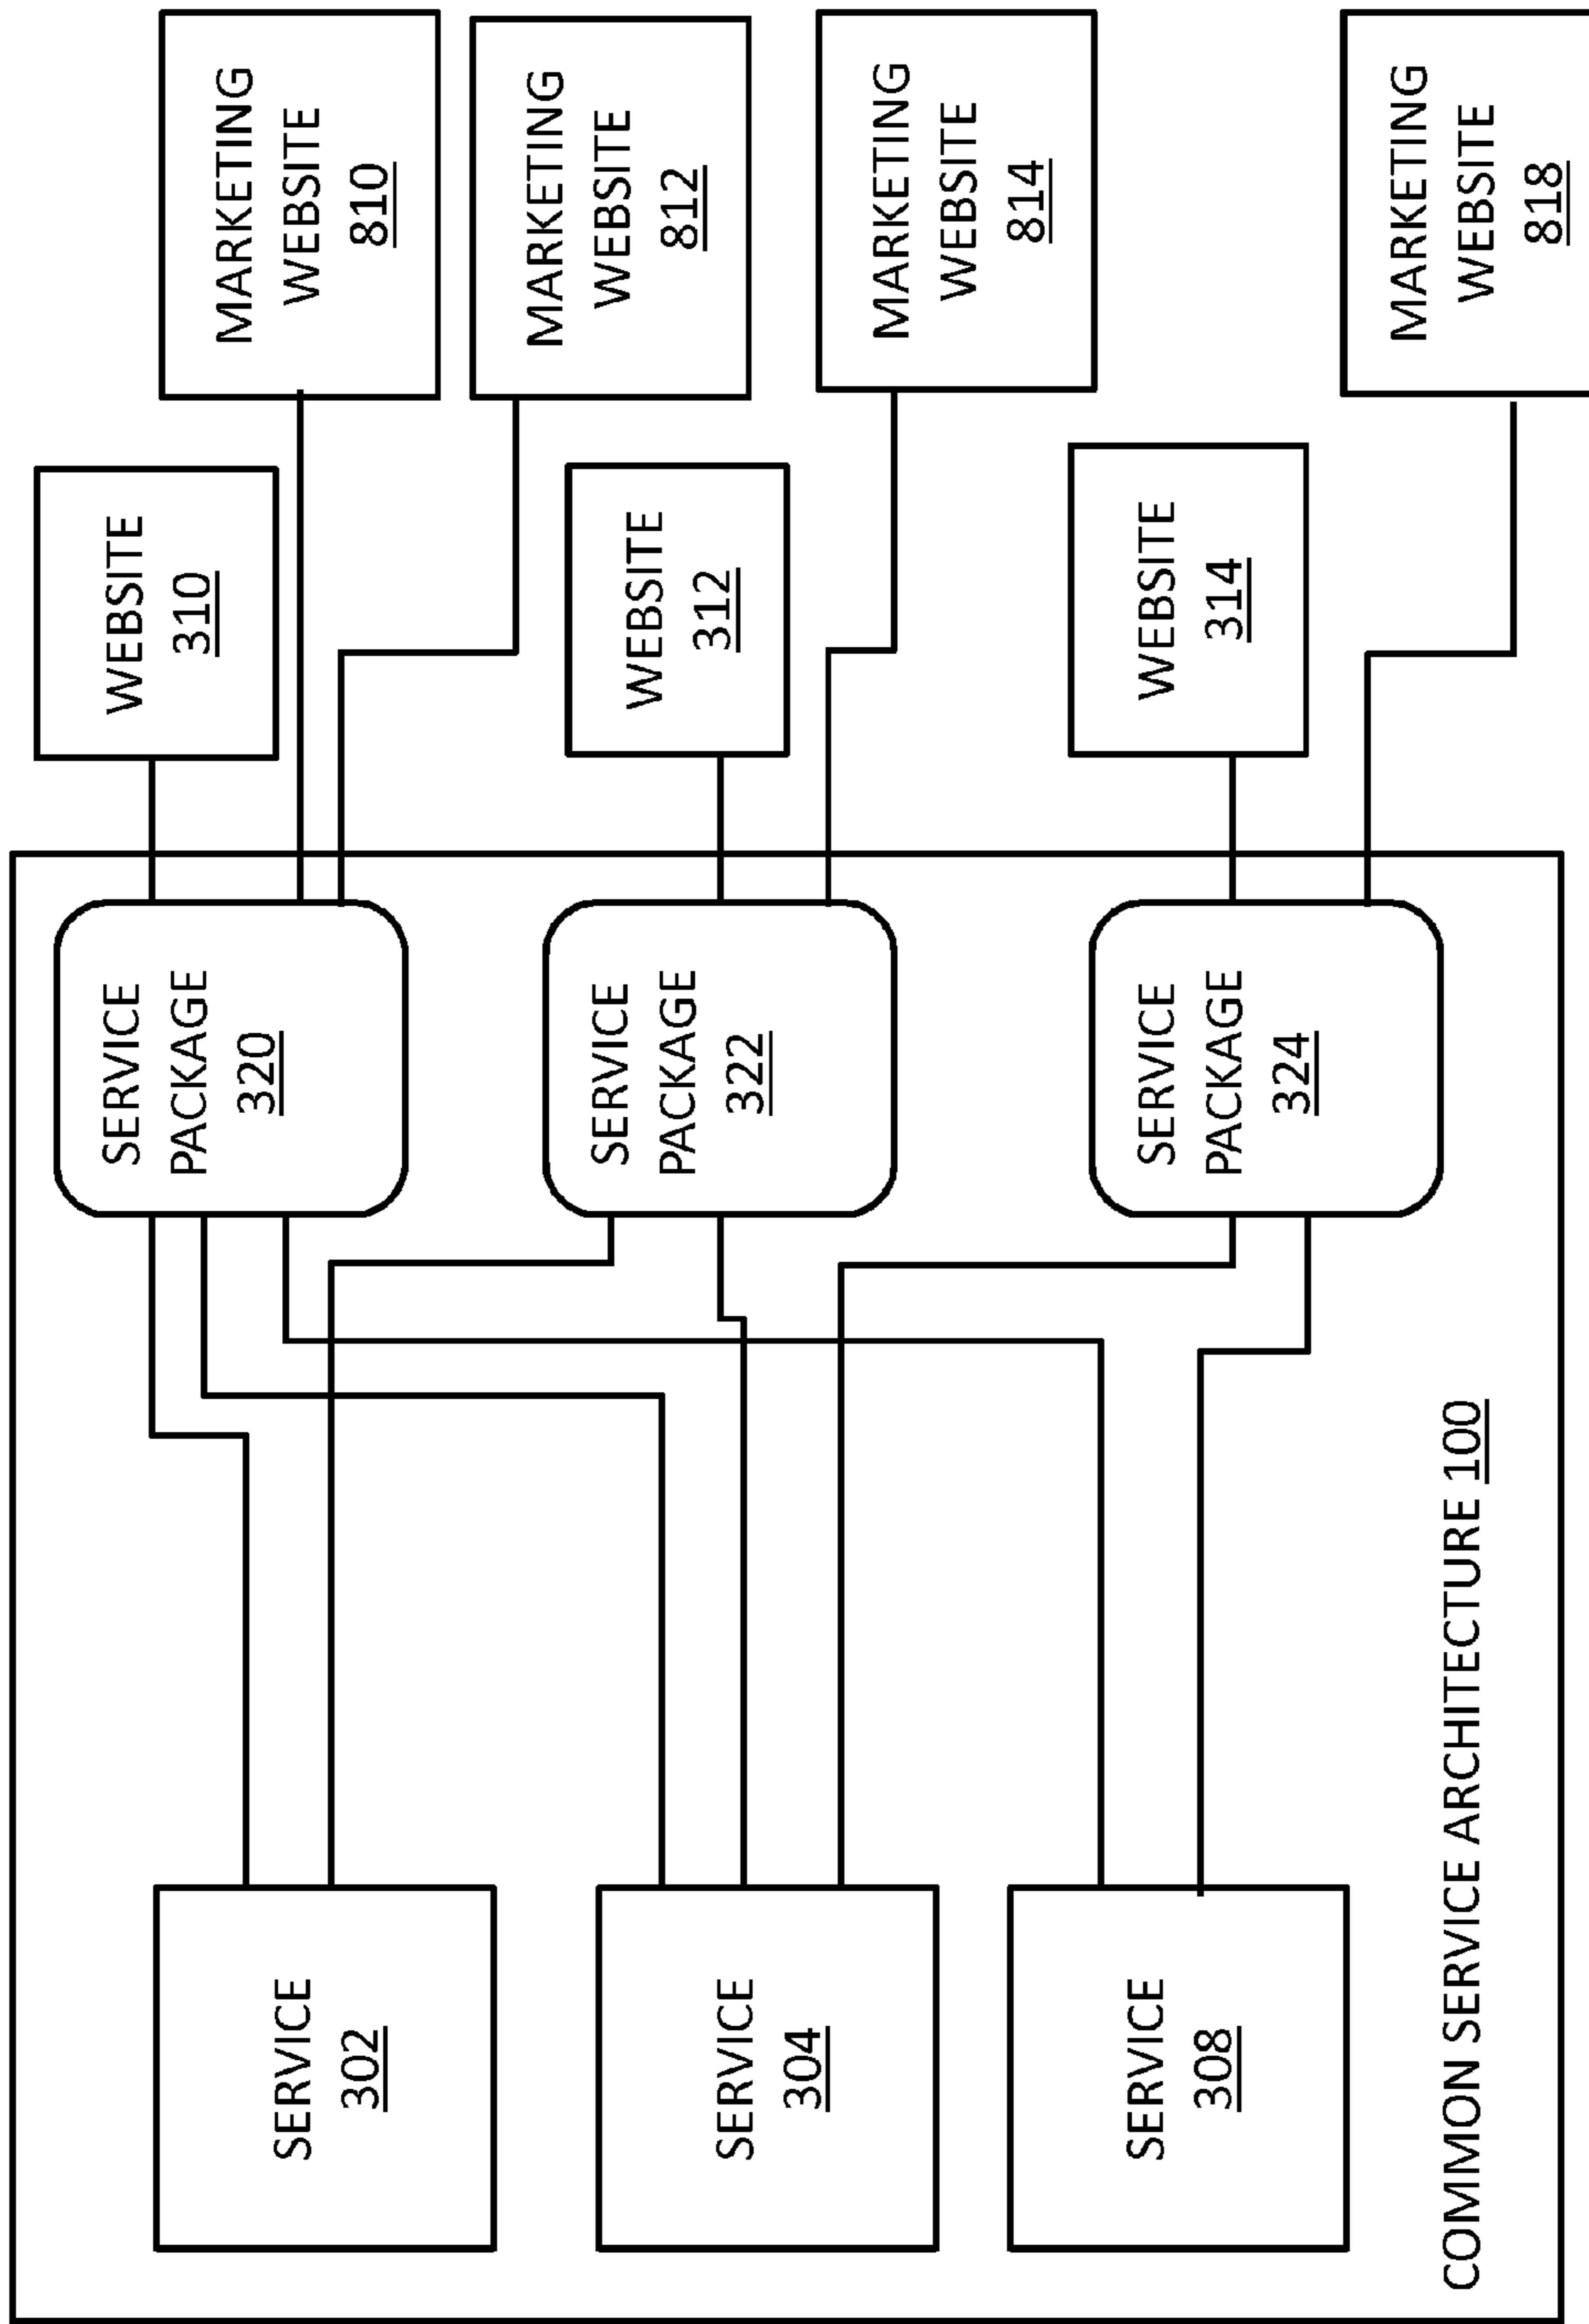 SERVICE
302
SERVICE
304
SERVICE
308
COMMON SERVICE ARCHITECTURE 100
SERVICE
PACKAGE
320
SERVICE
PACKAGE
322
SERVICE
PACKAGE
324
WEBSITE
310
WEBSITE
312
WEBSITE
314
MARKETING
WEBSITE
810
MARKETING
WEBSITE
812
MARKETING
WEBSITE
814
MARKETING
WEBSITE
818